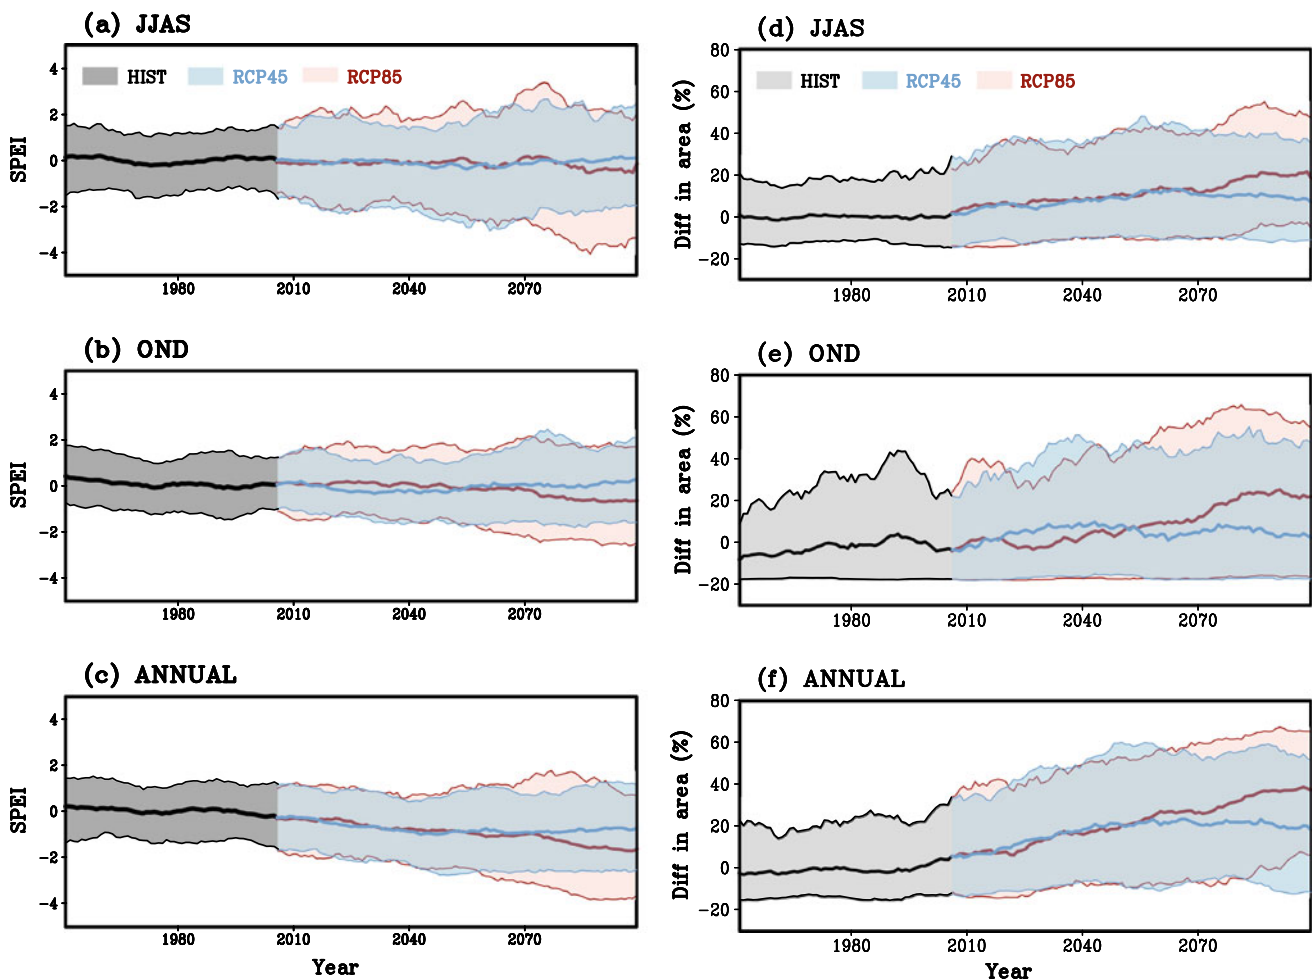 (a) JJAS
HIST RCP45 RCP85
SPEI
4
2
0
−2
−4
1980 2010 2040 2070
(d) JJAS
HIST RCP45 RCP85
Diff in area (%)
80
60
40
20
0
−20
1980 2010 2040 2070
(b) OND
SPEI
4
2
0
−2
−4
1980 2010 2040 2070
(e) OND
Diff in area (%)
80
60
40
20
0
−20
1980 2010 2040 2070
(c) ANNUAL
SPEI
4
2
0
−2
−4
1980 2010 2040 2070
Year
(f) ANNUAL
Diff in area (%)
80
60
40
20
0
−20
1980 2010 2040 2070
Year